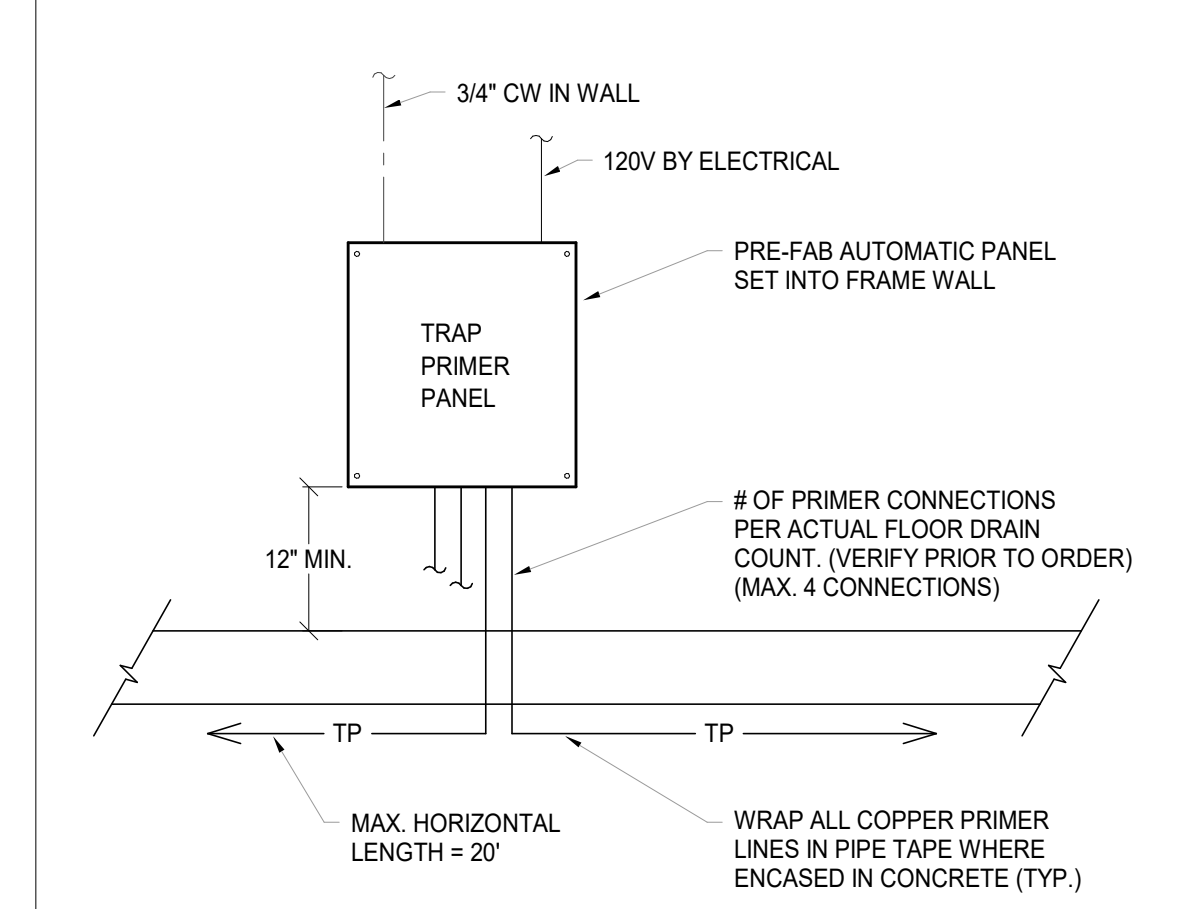 3/4" CW IN WALL
120V BY ELECTRICAL
PRE-FAB AUTOMATIC PANEL
SET INTO FRAME WALL
TRAP
PRIMER
PANEL
# OF PRIMER CONNECTIONS
PER ACTUAL FLOOR DRAIN
COUNT. (VERIFY PRIOR TO ORDER)
(MAX. 4 CONNECTIONS)
12" MIN.
TP
TP
MAX. HORIZONTAL
LENGTH = 20'
WRAP ALL COPPER PRIMER
LINES IN PIPE TAPE WHERE
ENCASED IN CONCRETE (TYP.)